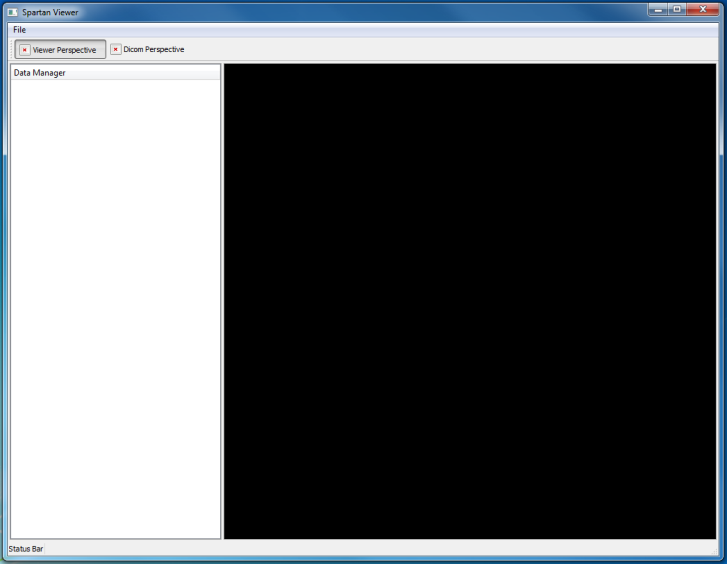 Spartan Viewer
File
Viewer Perspective Dicom Perspective
Data Manager
Status Bar